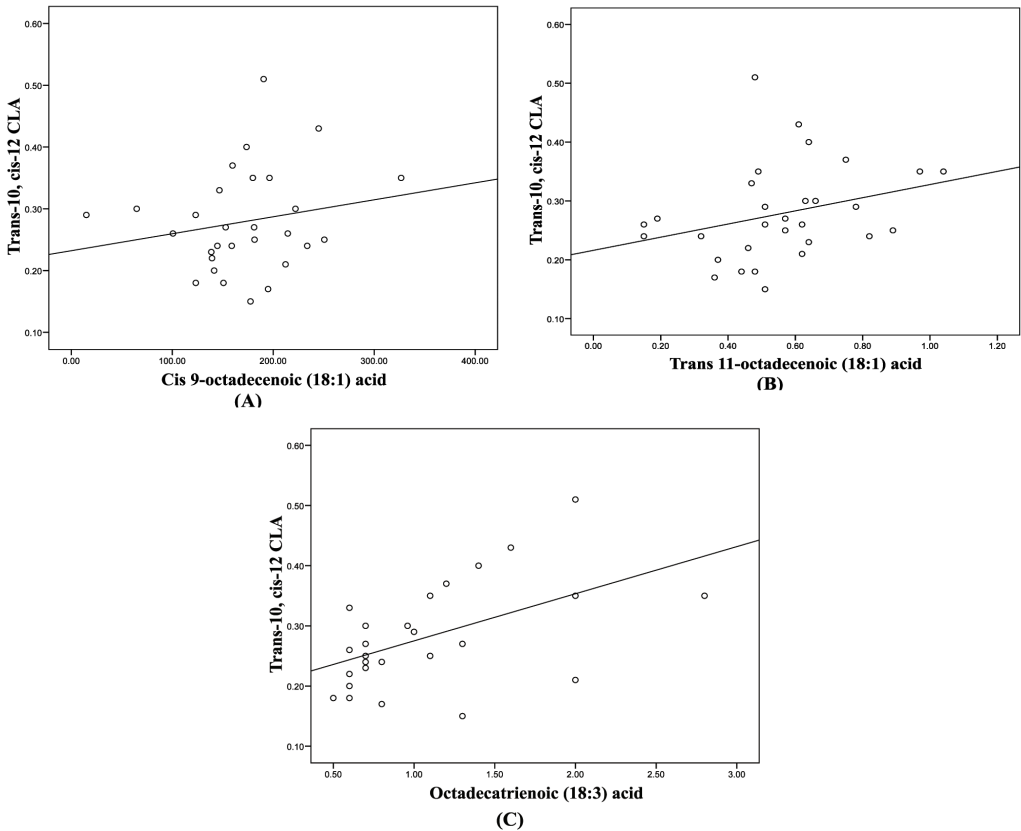 0.60
0.50
0.40
0.30
0.20
0.10
Trans-10, cis-12 CLA
0.00 100.00 200.00 300.00 400.00
Cis 9-octadecenoic (18:1) acid
(A)
0.60
0.50
0.40
0.30
0.20
0.10
Trans-10, cis-12 CLA
0.00 0.20 0.40 0.60 0.80 1.00 1.20
Trans 11-octadecenoic (18:1) acid
(B)
0.60
0.50
0.40
0.30
0.20
0.10
Trans-10, cis-12 CLA
0.50 1.00 1.50 2.00 2.50 3.00
Octadecatrienoic (18:3) acid
(C)